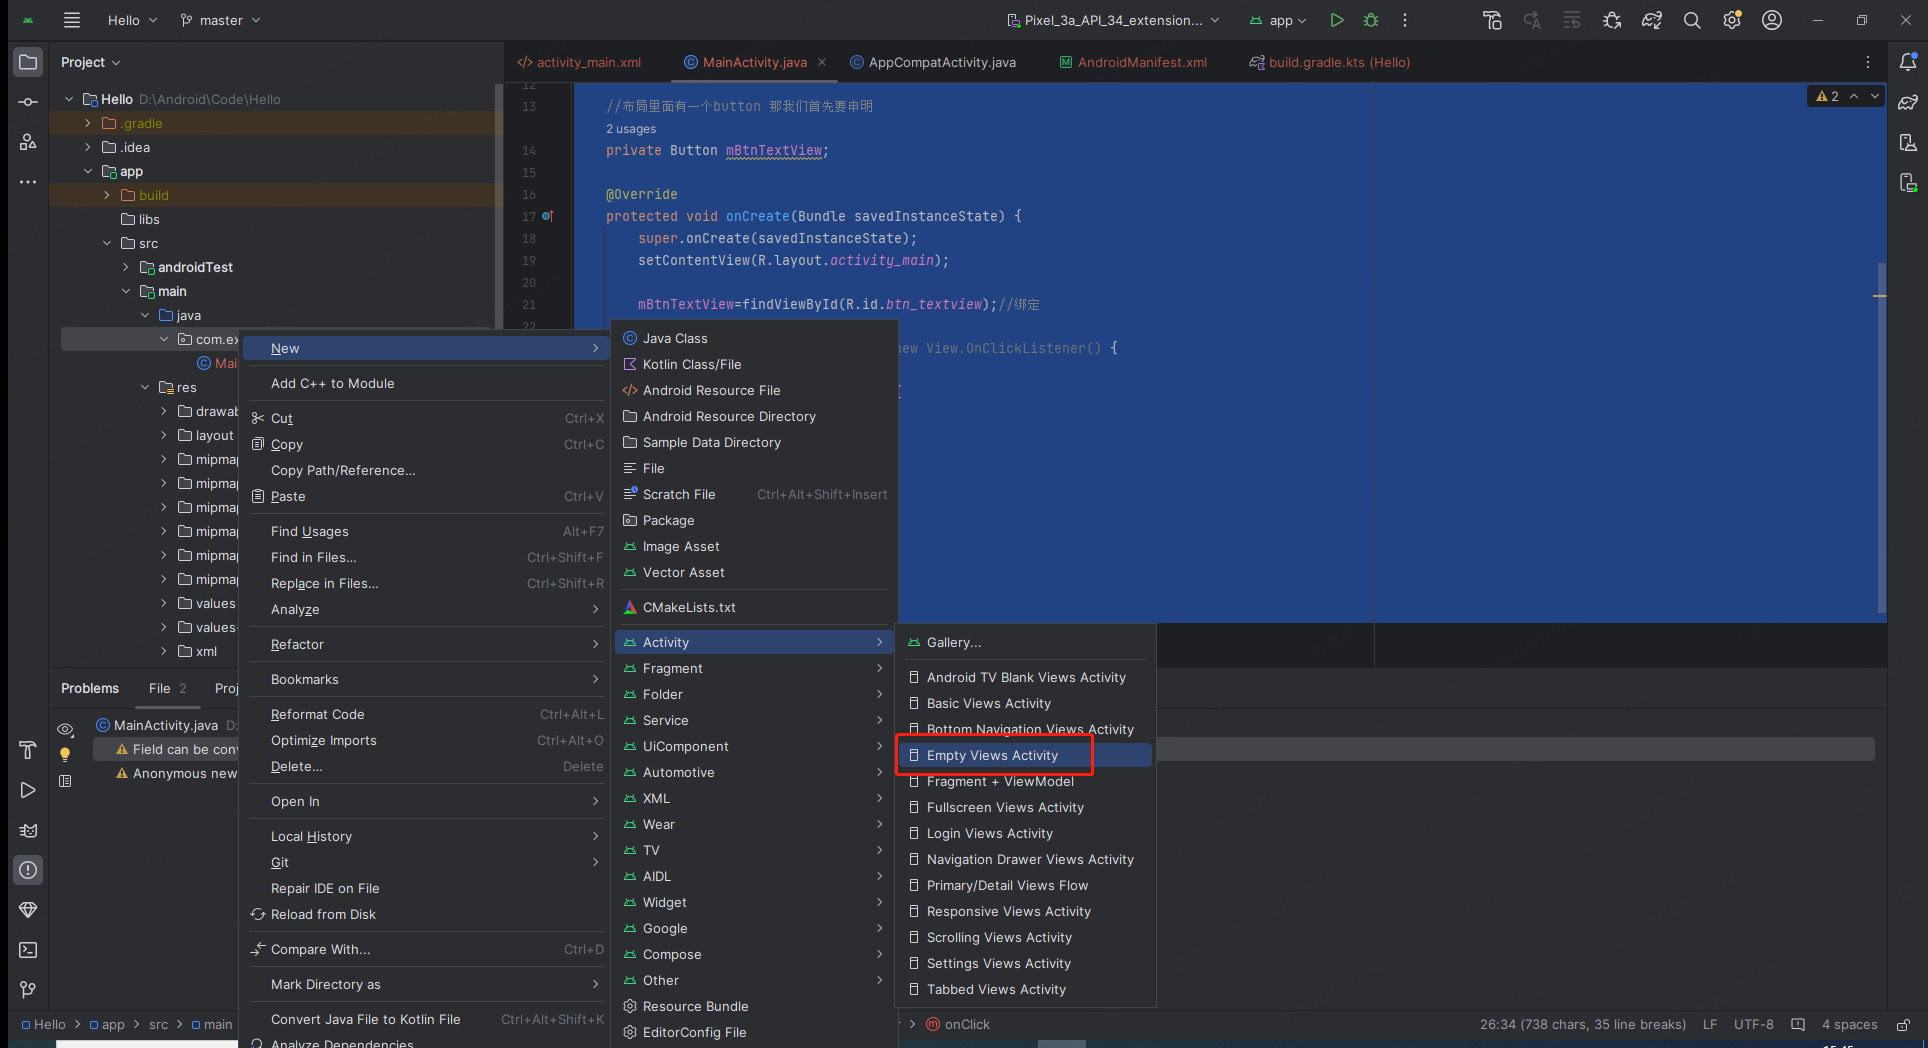 Hello
master
Pixel_3a_API_34_extension...
app
Project
activity_main.xml
MainActivity.java
AppCompatActivity.java
AndroidManifest.xml
build.gradle.kts (Hello)
Hello D:\Android\Code\Hello
.gradle
.idea
app
build
libs
src
androidTest
main
java
com.ex
Mai
res
drawab
layout
mipmap
mipmap
mipmap
mipmap
mipmap
mipmap
values
values-
xml
12
13 //布局里面有一个button 那我们首先要申明
2 usages
14 private Button mBtnTextView;
15
16 @Override
17 protected void onCreate(Bundle savedInstanceState) {
18 super.onCreate(savedInstanceState);
19 setContentView(R.layout.activity_main);
20
21 mBtnTextView=findViewById(R.id.btn_textview);//绑定
22
new View.OnClickListener() {
2
New
Add C++ to Module
Cut Ctrl+X
Copy Ctrl+C
Copy Path/Reference...
Paste Ctrl+V
Find Usages Alt+F7
Find in Files... Ctrl+Shift+F
Replace in Files... Ctrl+Shift+R
Analyze
Refactor
Bookmarks
Reformat Code Ctrl+Alt+L
Optimize Imports Ctrl+Alt+O
Delete... Delete
Open In
Local History
Git
Repair IDE on File
Reload from Disk
Compare With... Ctrl+D
Mark Directory as
Convert Java File to Kotlin File Ctrl+Alt+Shift+K
Analyze Dependencies
Java Class
Kotlin Class/File
Android Resource File
Android Resource Directory
Sample Data Directory
File
Scratch File Ctrl+Alt+Shift+Insert
Package
Image Asset
Vector Asset
CMakeLists.txt
Activity
Fragment
Folder
Service
UiComponent
Automotive
XML
Wear
TV
AIDL
Widget
Google
Compose
Other
Resource Bundle
EditorConfig File
Gallery...
Android TV Blank Views Activity
Basic Views Activity
Bottom Navigation Views Activity
Empty Views Activity
Fragment + ViewModel
Fullscreen Views Activity
Login Views Activity
Navigation Drawer Views Activity
Primary/Detail Views Flow
Responsive Views Activity
Scrolling Views Activity
Settings Views Activity
Tabbed Views Activity
Problems File 2 Proj
MainActivity.java D:
Field can be conv
Anonymous new
Hello > app > src > main
> onClick
26:34 (738 chars, 35 line breaks) LF UTF-8 4 spaces